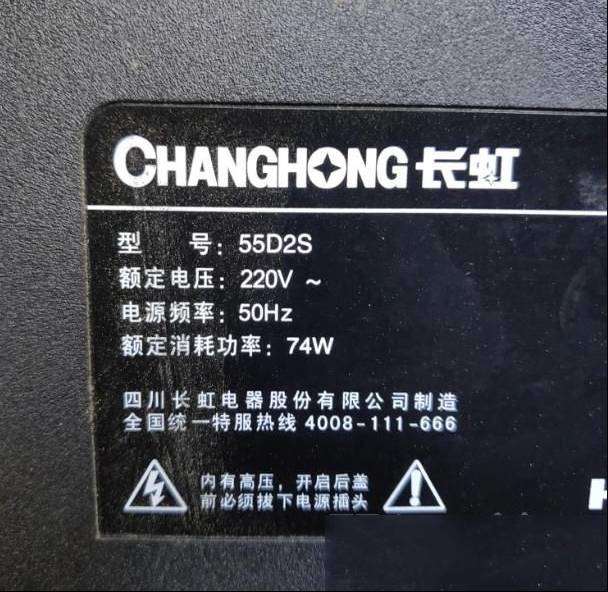 CHANGHONG 长虹
型 号：55D2S
额定电压：220V ~
电源频率：50Hz
额定消耗功率：74W
四川长虹电器股份有限公司制造
全国统一特服热线 4008-111-666
内有高压，开启后盖
前必须拔下电源插头